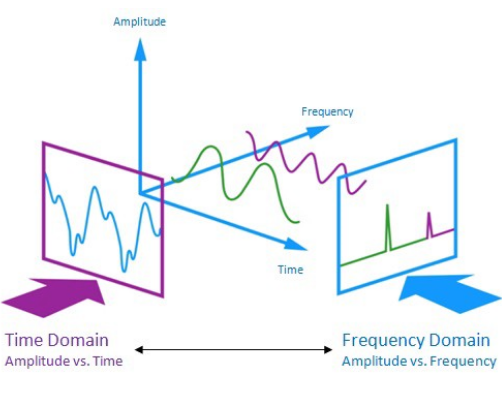 Amplitude
Frequency
Time
Time Domain
Amplitude vs. Time
Frequency Domain
Amplitude vs. Frequency